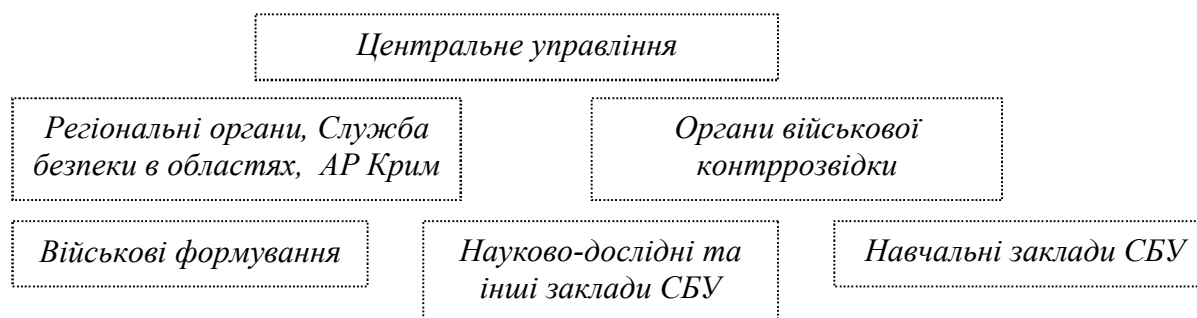 Центральне управління
Регіональні органи, Служба
безпеки в областях, АР Крим
Органи військової
контррозвідки
Військові формування
Науково-дослідні та
інші заклади СБУ
Навчальні заклади СБУ